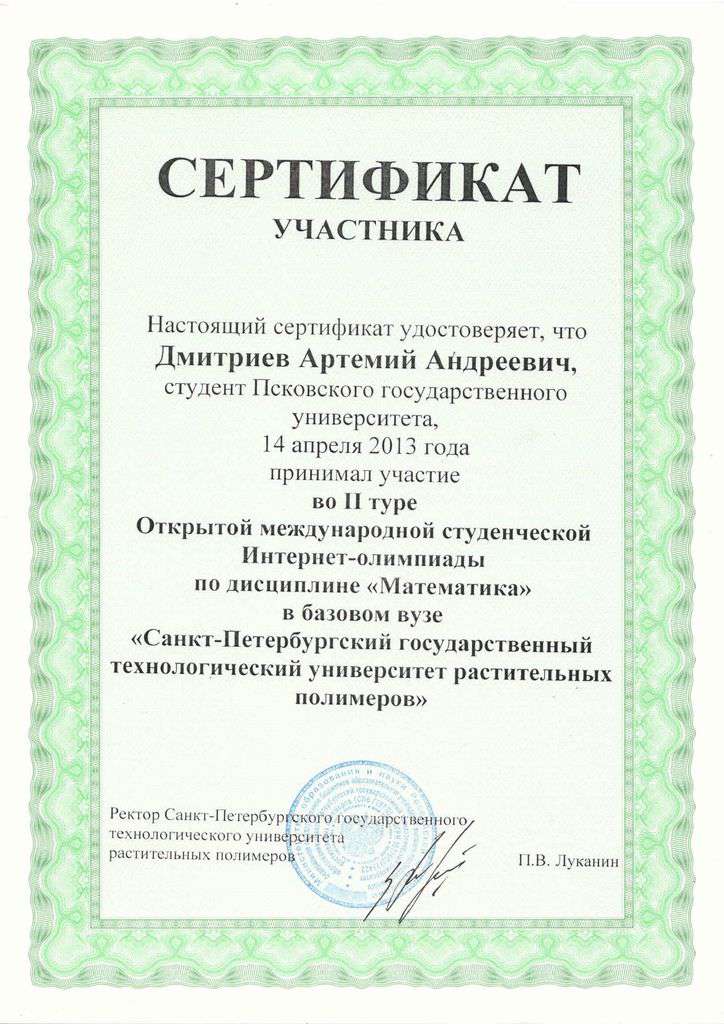 СЕРТИФИКАТ
УЧАСТНИКА
Настоящий сертификат удостоверяет, что
Дмитриев Артемий Андреевич,
студент Псковского государственного
университета,
14 апреля 2013 года
принимал участие
во II туре
Открытой международной студенческой
Интернет-олимпиады
по дисциплине «Математика»
в базовом вузе
«Санкт-Петербургский государственный
технологический университет растительных
полимеров»
Ректор Санкт-Петербургского государственного
технологического университета
растительных полимеров
П.В. Луканин